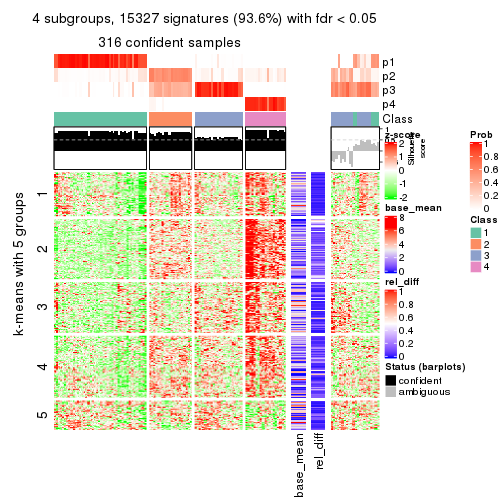 4 subgroups, 15327 signatures (93.6%) with fdr < 0.05
316 confident samples
p1
p2
p3
p4
Class
1
Silhouette
score
k-means with 5 groups
1
2
3
4
5
base_mean
rel_diff
z-score
2
1
0
-1
-2
base_mean
8
6
4
2
0
rel_diff
1
0.8
0.6
0.4
0.2
0
Status (barplots)
confident
ambiguous
Prob
1
0.8
0.6
0.4
0.2
0
Class
1
2
3
4